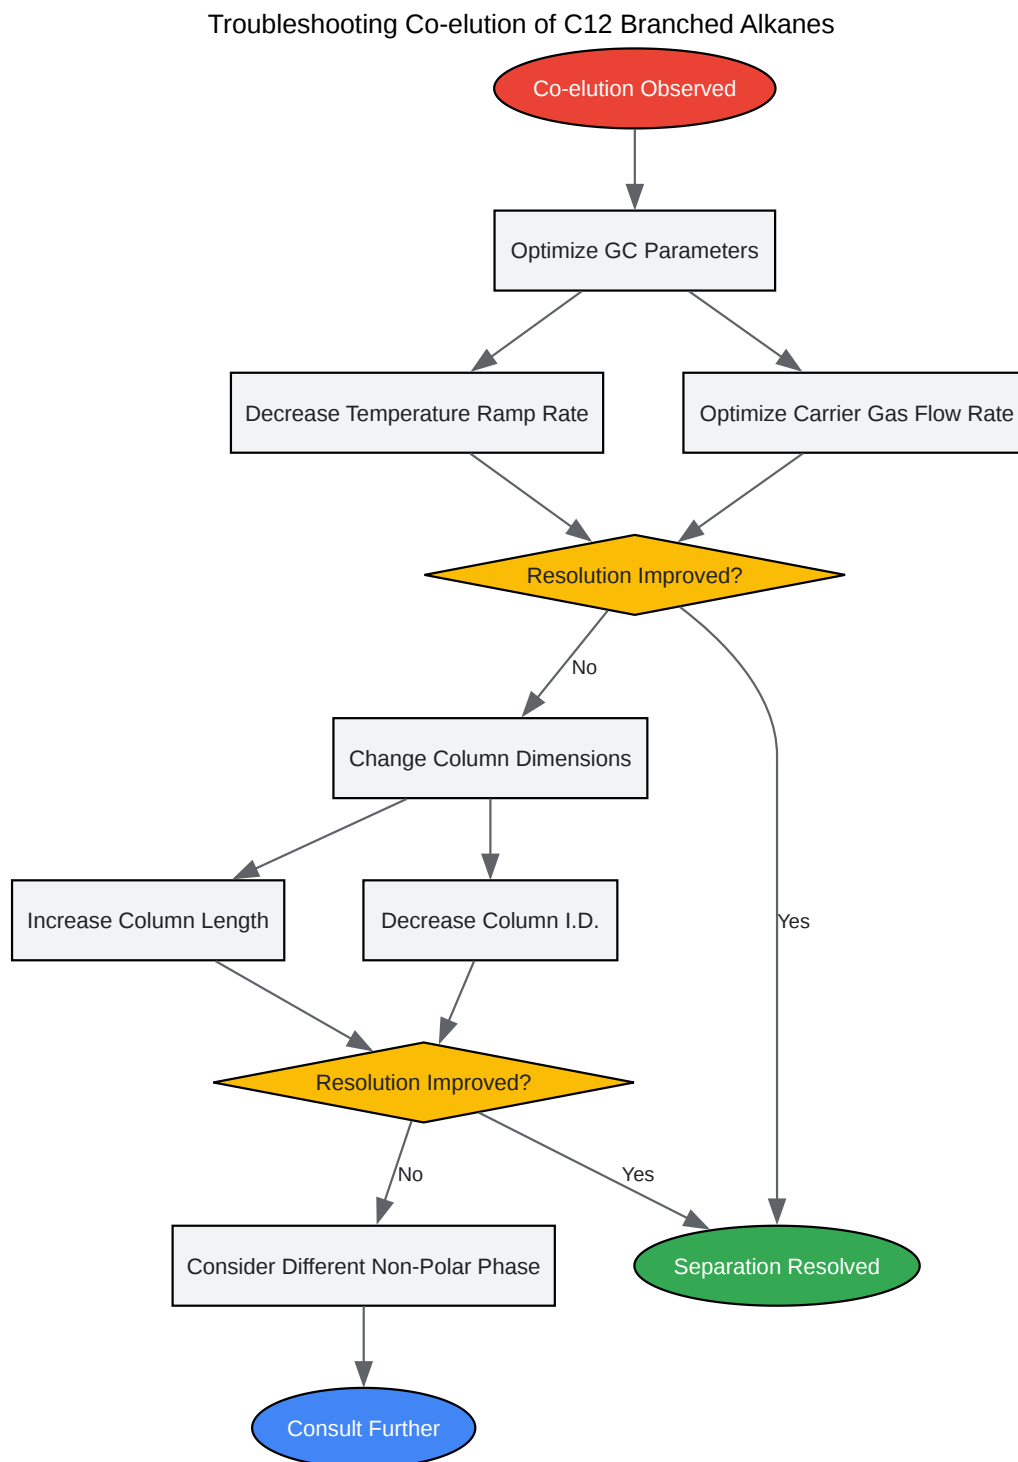 Troubleshooting Co-elution of C12 Branched Alkanes
Co-elution Observed
Optimize GC Parameters
Decrease Temperature Ramp Rate
Optimize Carrier Gas Flow Rate
Resolution Improved?
No
Change Column Dimensions
Increase Column Length
Decrease Column I.D.
Yes
Resolution Improved?
No
Yes
Consider Different Non-Polar Phase
Separation Resolved
Consult Further